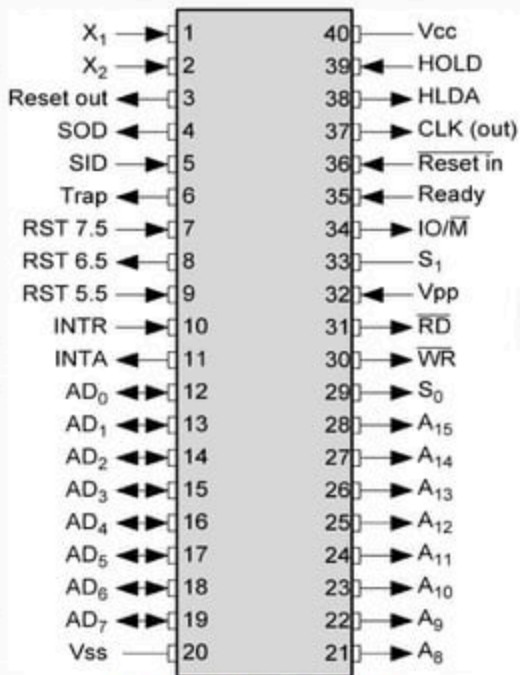 X₁ 1 40 Vcc
X₂ 2 39 HOLD
Reset out 3 38 HLDA
SOD 4 37 CLK (out)
SID 5 36 Reset in
Trap 6 35 Ready
RST 7.5 7 34 IO/M
RST 6.5 8 33 S₁
RST 5.5 9 32 Vpp
INTR 10 31 RD
INTA 11 30 WR
AD₀ 12 29 S₀
AD₁ 13 28 A₁₅
AD₂ 14 27 A₁₄
AD₃ 15 26 A₁₃
AD₄ 16 25 A₁₂
AD₅ 17 24 A₁₁
AD₆ 18 23 A₁₀
AD₇ 19 22 A₉
Vss 20 21 A₈